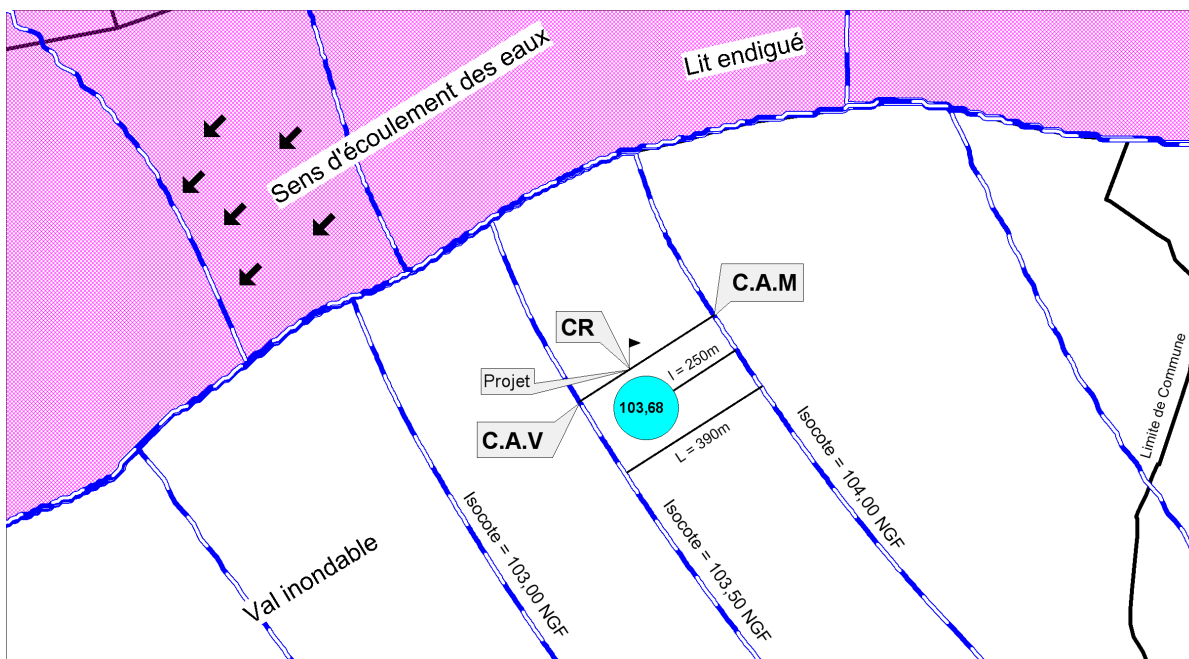 Lit endigué
Sens d'écoulement des eaux
C.A.M
CR
Projet
l = 250m
103,68
C.A.V
L = 390m
Limite de Commune
Isocote = 104,00 NGF
Isocote = 103,50 NGF
Isocote = 103,00 NGF
Val inondable